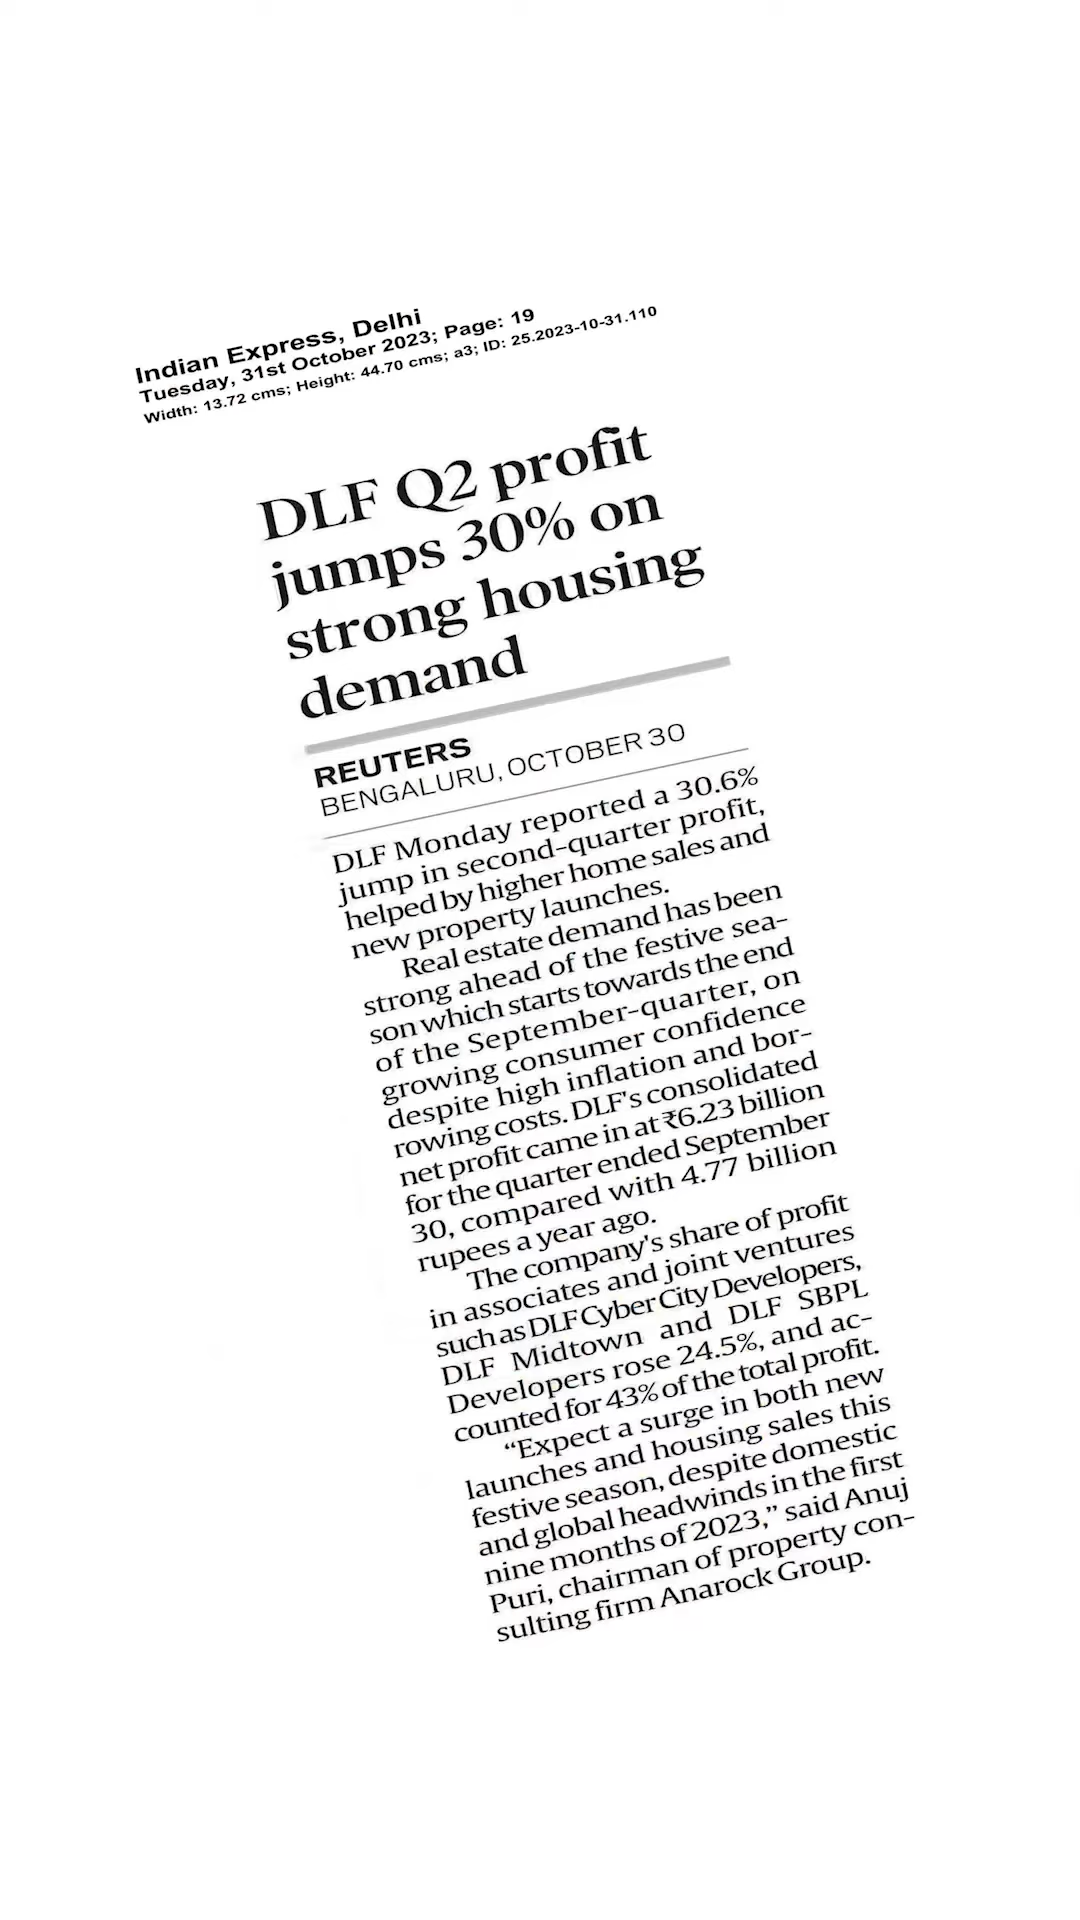 Indian Express, Delhi
Tuesday, 31st October 2023; Page: 19
Width: 13.72 cms; Height: 44.70 cms; a3; ID: 25.2023-10-31.110
DLF Q2 profit
jumps 30% on
strong housing
demand
REUTERS
BENGALURU, OCTOBER 30
DLF Monday reported a 30.6%
jump in second-quarter profit,
helped by higher home sales and
new property launches.
Real estate demand has been
strong ahead of the festive sea-
son which starts towards the end
of the September-quarter, on
growing consumer confidence
despite high inflation and bor-
rowing costs. DLF's consolidated
net profit came in at ₹6.23 billion
for the quarter ended September
30, compared with 4.77 billion
rupees a year ago.
The company's share of profit
in associates and joint ventures
such as DLF Cyber City Developers,
DLF Midtown and DLF SBPL
Developers rose 24.5%, and ac-
counted for 43% of the total profit.
“Expect a surge in both new
launches and housing sales this
festive season, despite domestic
and global headwinds in the first
nine months of 2023,” said Anuj
Puri, chairman of property con-
sulting firm Anarock Group.